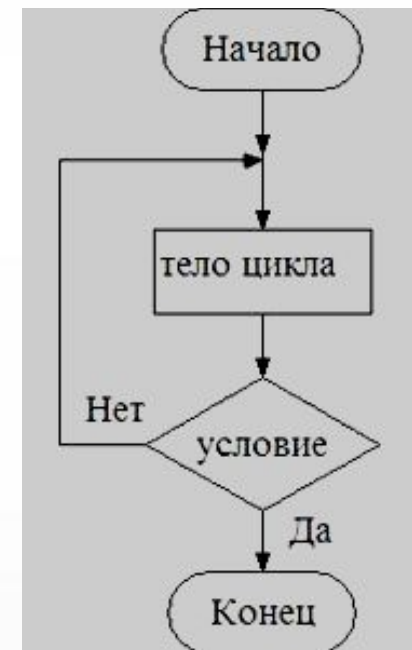 Начало
тело цикла
Нет
условие
Да
Конец